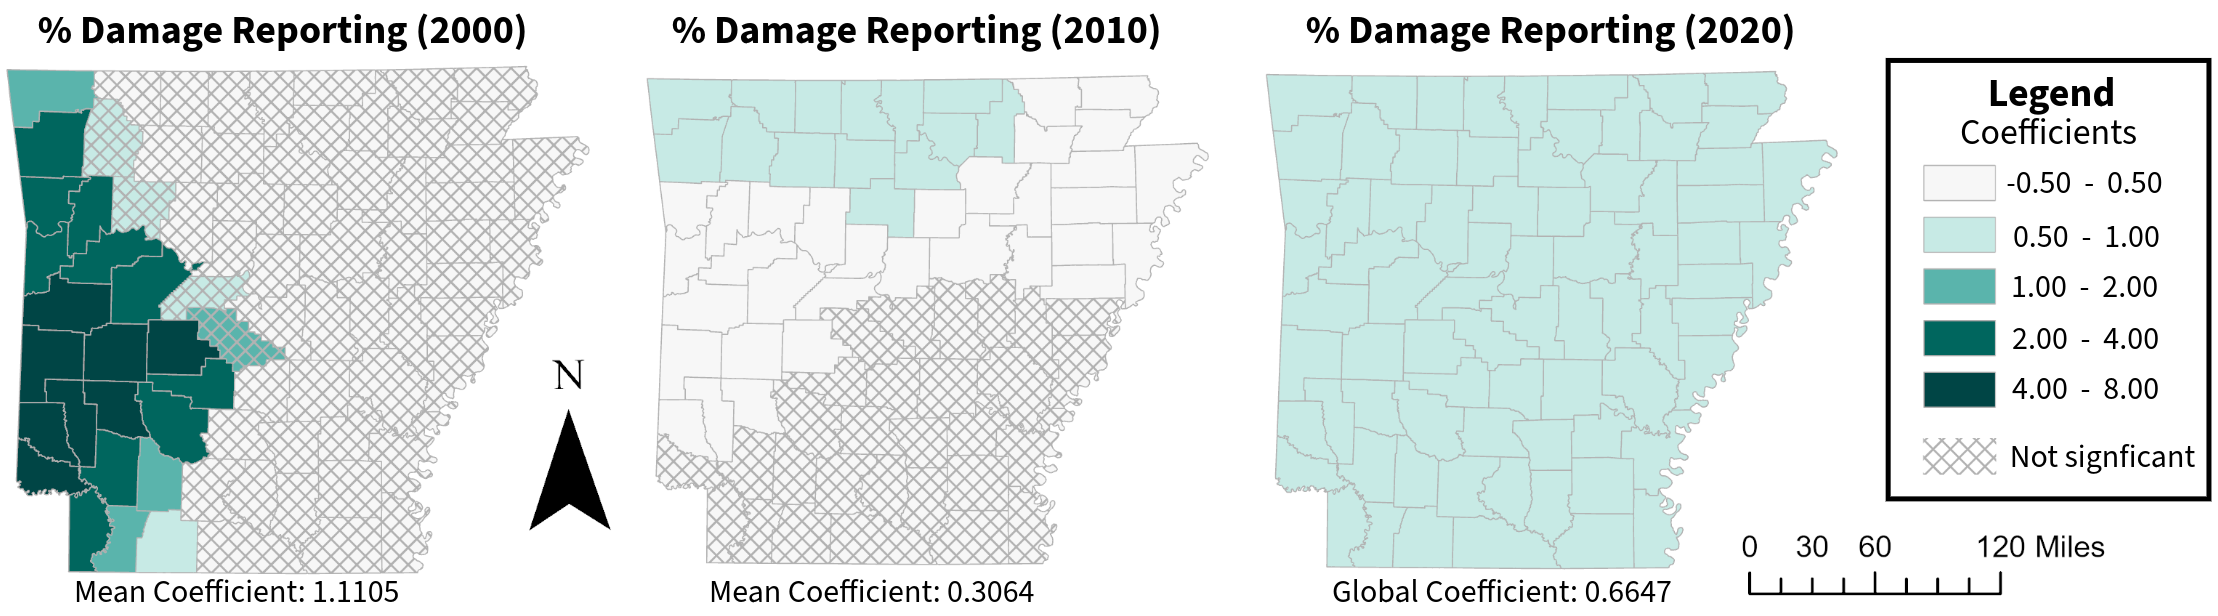 % Damage Reporting (2000)
% Damage Reporting (2010)
% Damage Reporting (2020)
Legend
Coefficients
-0.50 - 0.50
0.50 - 1.00
1.00 - 2.00
2.00 - 4.00
4.00 - 8.00
Not signficant
N
0 30 60 120 Miles
Mean Coefficient: 1.1105
Mean Coefficient: 0.3064
Global Coefficient: 0.6647